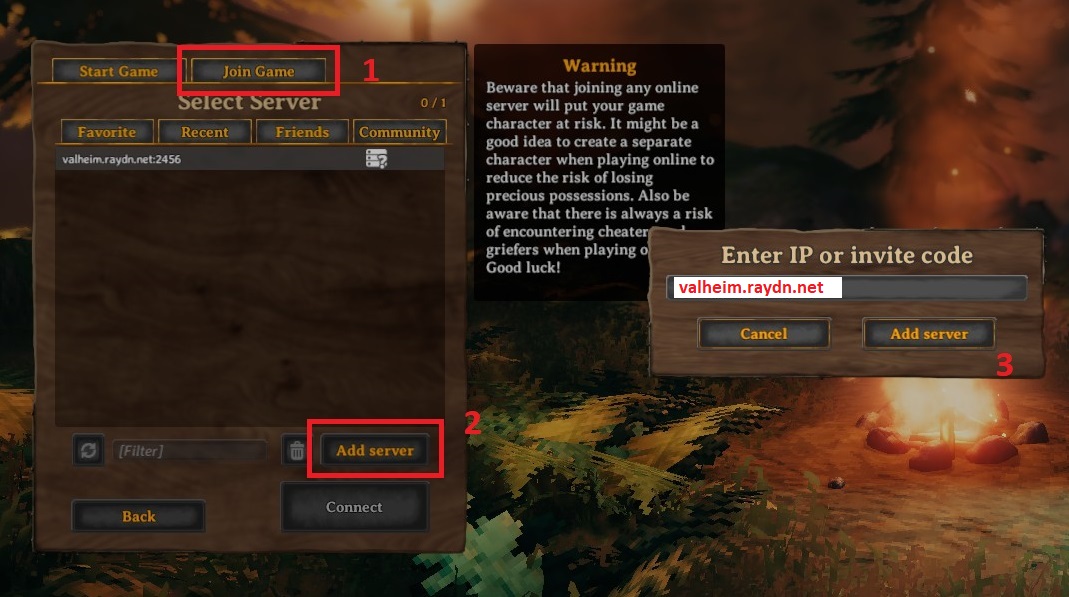 Start Game
Join Game
1
Select Server
0 / 1
Favorite
Recent
Friends
Community
valheim.raydn.net:2456
[Filter]
Add server
2
Back
Connect
Warning
Beware that joining any online
server will put your game
character at risk. It might be a
good idea to create a separate
character when playing online to
reduce the risk of losing
precious possessions. Also be
aware that there is always a risk
of encountering
griefers when playing
Good luck!
Enter IP or invite code
valheim.raydn.net
Cancel
Add server
3